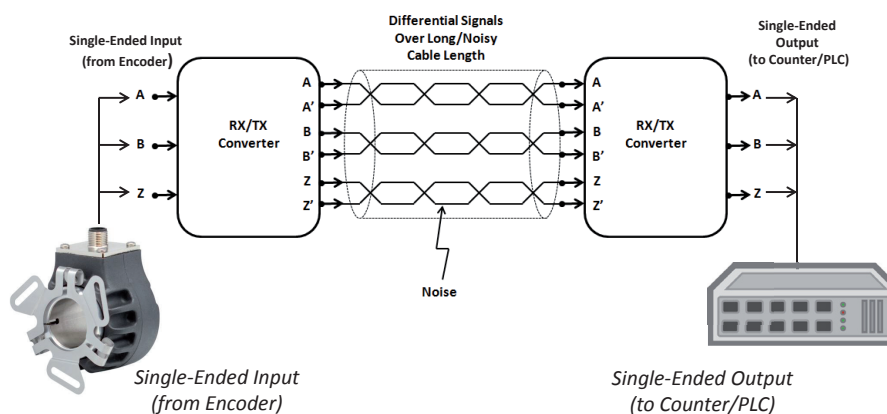 Single-Ended Input
(from Encoder)
Differential Signals
Over Long/Noisy
Cable Length
Single-Ended
Output
(to Counter/PLC)
A
B
Z
RX/TX
Converter
A
A’
B
B’
Z
Z’
A
A’
B
B’
Z
Z’
RX/TX
Converter
A
B
Z
Noise
Single-Ended Input
(from Encoder)
Single-Ended Output
(to Counter/PLC)